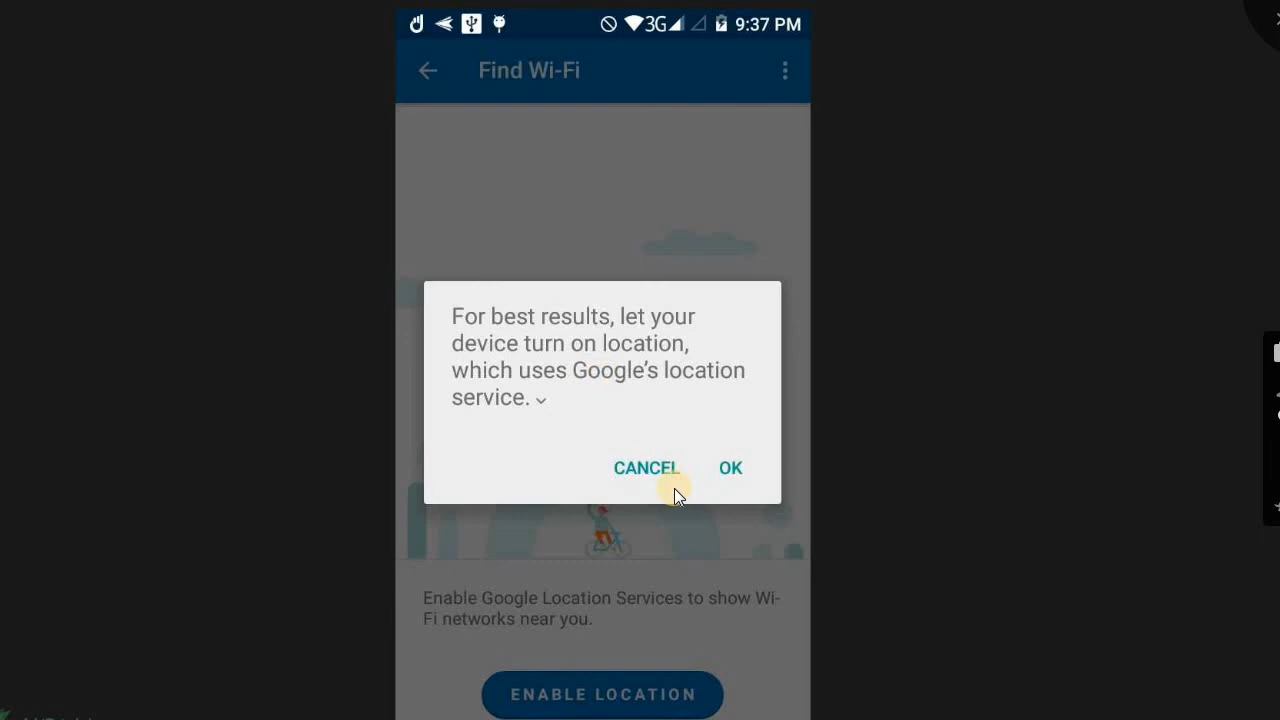 3G 9:37 PM
Find Wi-Fi
For best results, let your
device turn on location,
which uses Google's location
service.
CANCEL OK
Enable Google Location Services to show Wi-
Fi networks near you.
ENABLE LOCATION